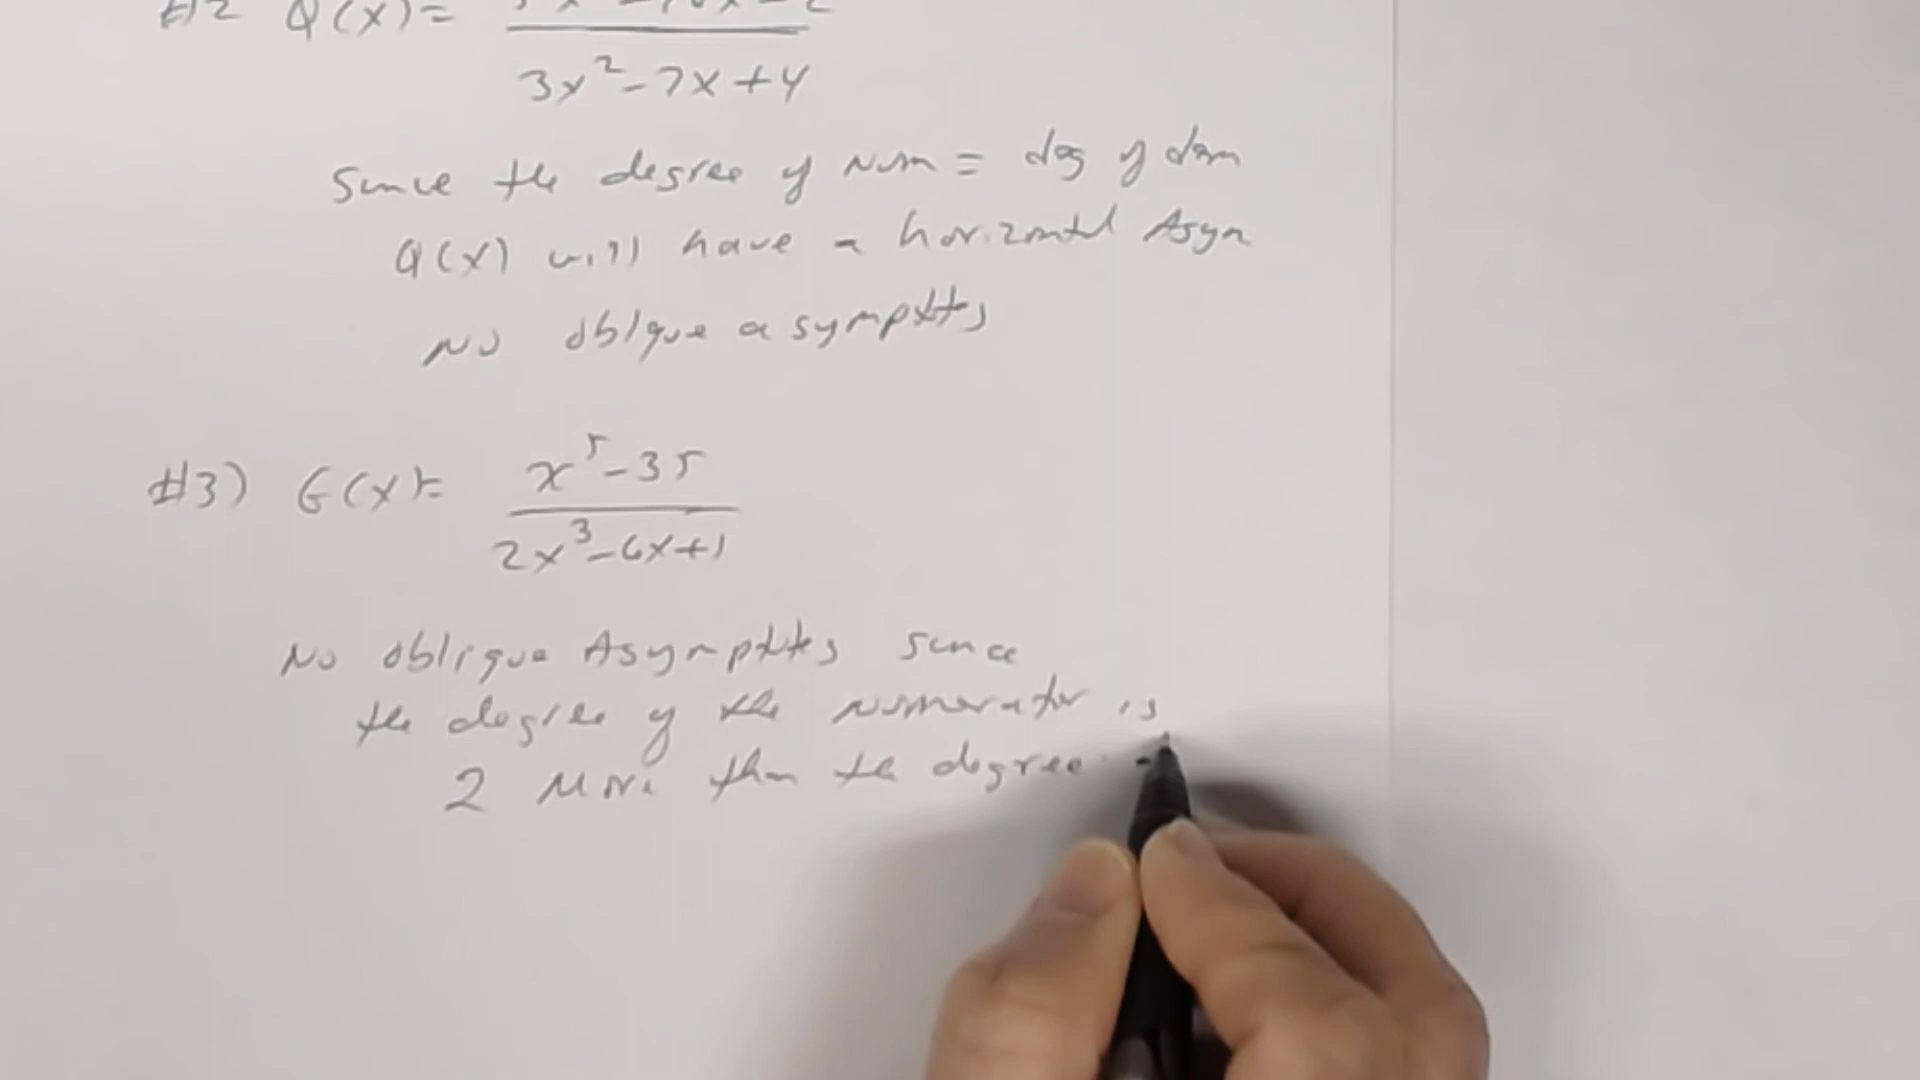 #2 Q(x)=
3x²-7x+4
Since the degree of Num = deg of dem
Q(x) will have a horizontal Asym
No oblique asymptotes
#3) G(x)= x⁵-35
2x³-6x+1
No oblique Asymptotes since
the degree of the numerator is
2 More than the degree